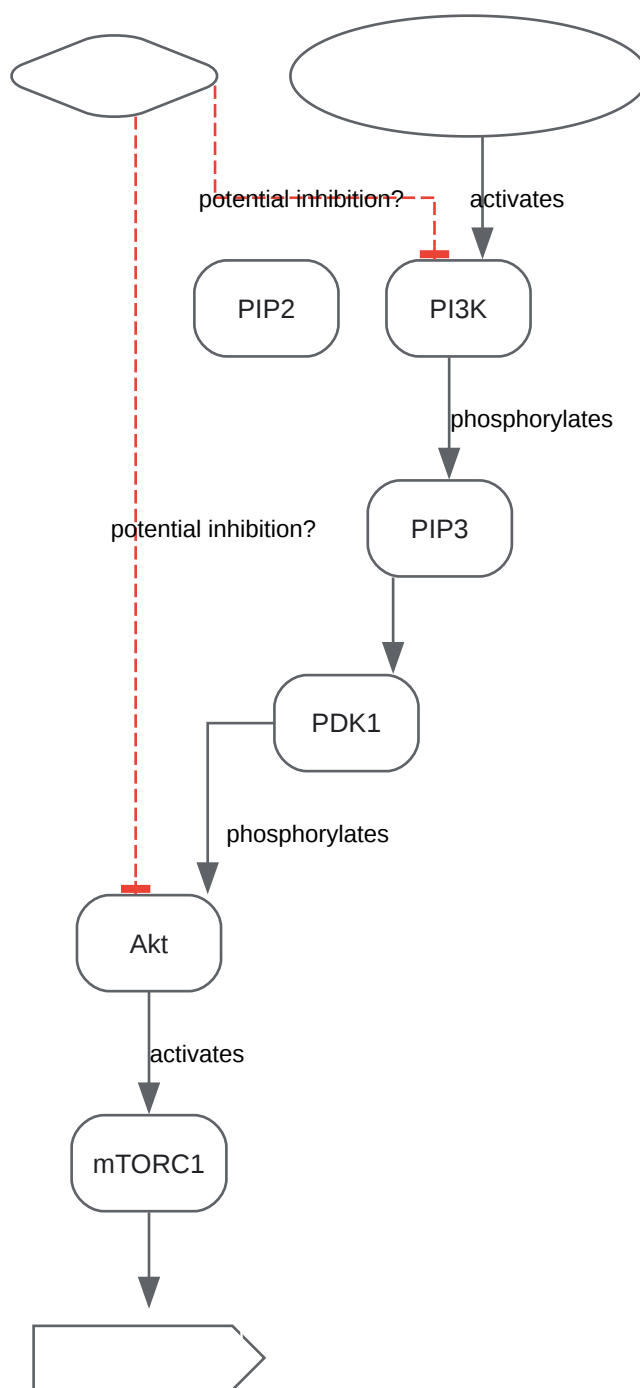 potential inhibition?
activates
PIP2
PI3K
phosphorylates
PIP3
potential inhibition?
PDK1
phosphorylates
Akt
activates
mTORC1